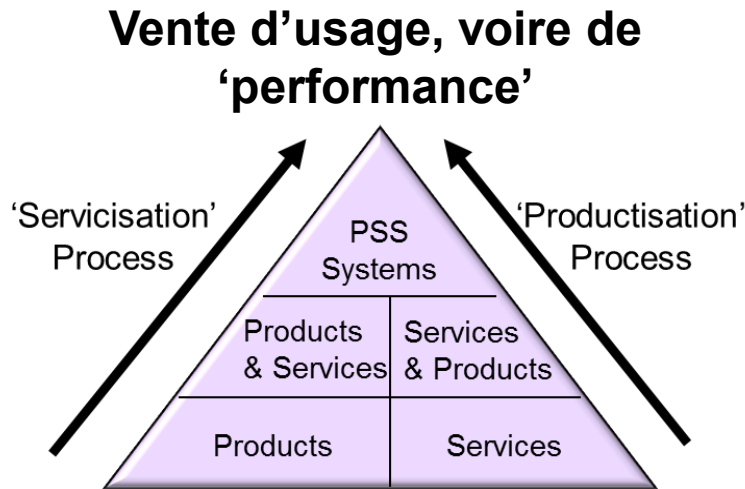 Vente d’usage, voire de
‘performance’
‘Servicisation’
Process
‘Productisation’
Process
PSS
Systems
Products
& Services
Services
& Products
Products
Services